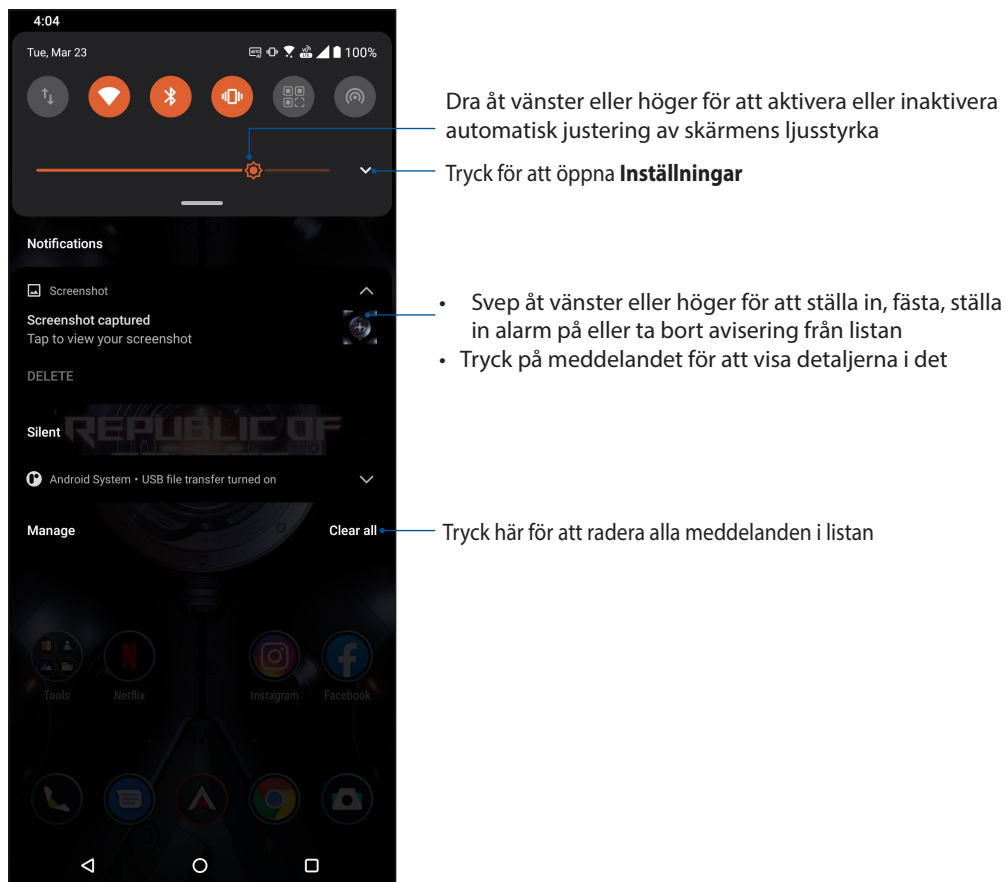 4:04
Tue, Mar 23
100%
Dra åt vänster eller höger för att aktivera eller inaktivera
automatisk justering av skärmens ljusstyrka
Tryck för att öppna Inställningar
Notifications
Screenshot
Screenshot captured
Tap to view your screenshot
• Svep åt vänster eller höger för att ställa in, fästa, ställa
in alarm på eller ta bort avisering från listan
• Tryck på meddelandet för att visa detaljerna i det
DELETE
Silent
REPUBLIC OF
Android System • USB file transfer turned on
Manage
Clear all
Tryck här för att radera alla meddelanden i listan
Tools
Netflix
Instagram
Facebook